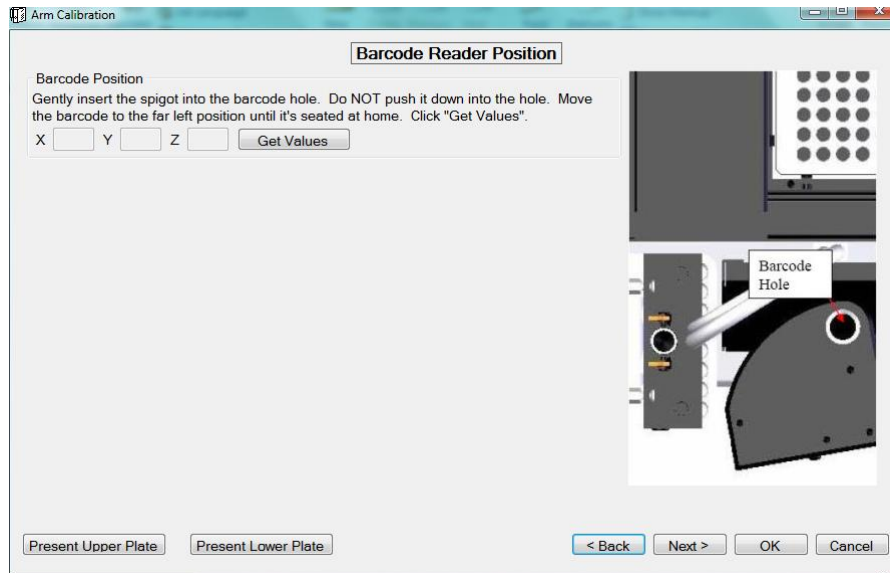 Arm Calibration
Barcode Reader Position
Barcode Position
Gently insert the spigot into the barcode hole. Do NOT push it down into the hole. Move
the barcode to the far left position until it's seated at home. Click "Get Values".
X Y Z Get Values
Barcode
Hole
Present Upper Plate Present Lower Plate < Back Next > OK Cancel